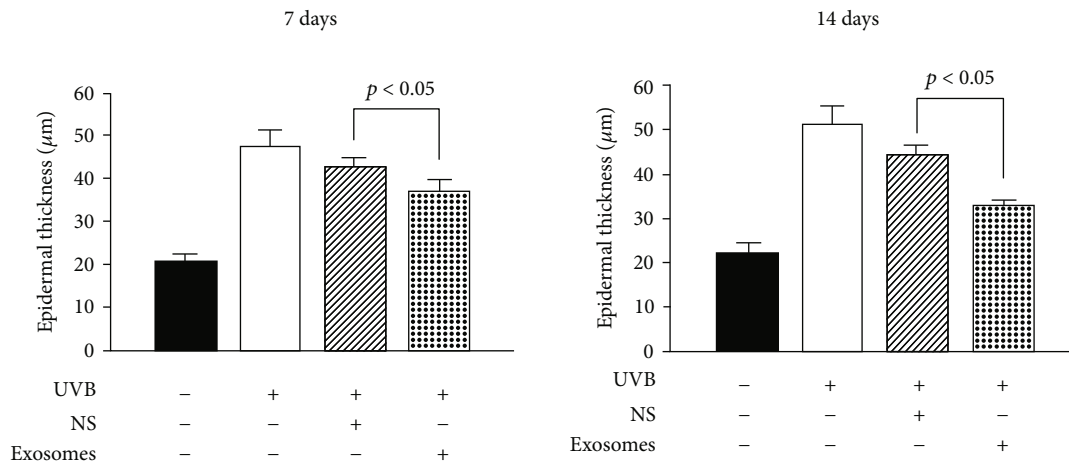 7 days
Epidermal thickness (μm)
60
50
40
30
20
10
0
p < 0.05
UVB – + + +
NS – – + –
Exosomes – – – +
14 days
Epidermal thickness (μm)
60
50
40
30
20
10
0
p < 0.05
UVB – + + +
NS – – + –
Exosomes – – – +